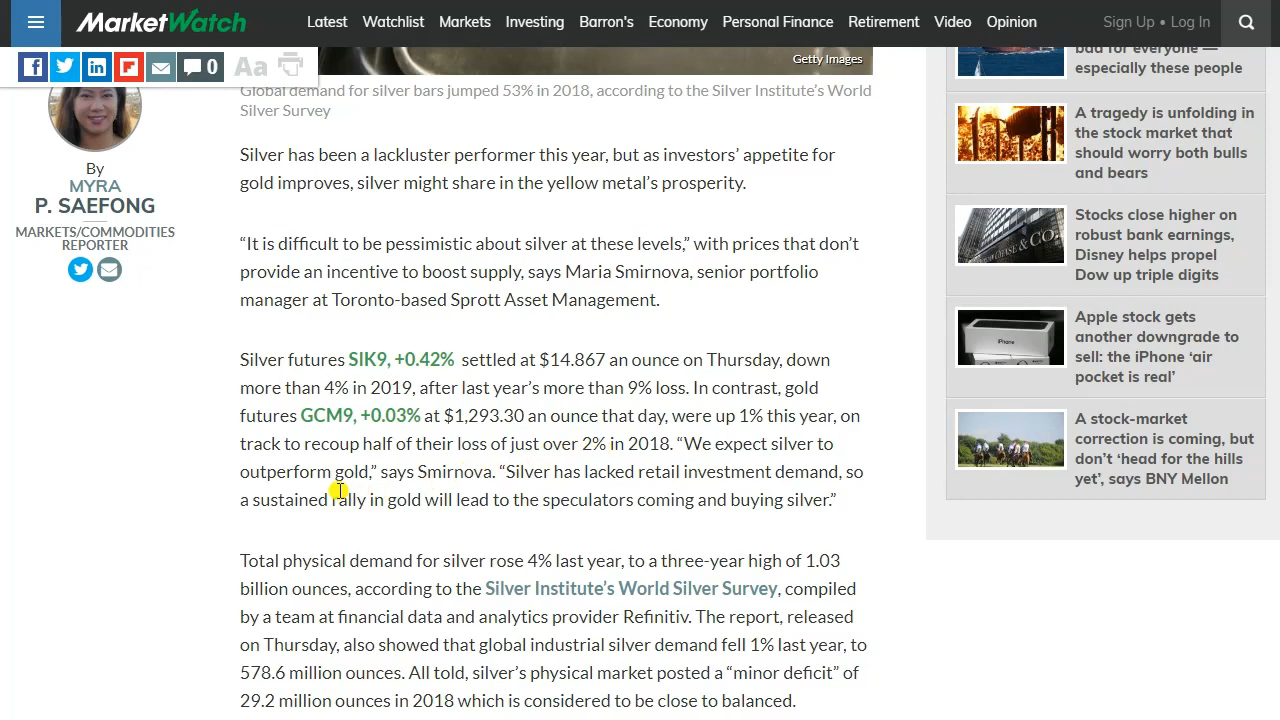 MarketWatch
Latest Watchlist Markets Investing Barron's Economy Personal Finance Retirement Video Opinion
Sign Up • Log In
0
Aa
Getty Images
Global demand for silver bars jumped 53% in 2018, according to the Silver Institute's World
Silver Survey
By
MYRA
P. SAEFONG
MARKETS/COMMODITIES
REPORTER
Silver has been a lackluster performer this year, but as investors' appetite for
gold improves, silver might share in the yellow metal's prosperity.
“It is difficult to be pessimistic about silver at these levels,” with prices that don't
provide an incentive to boost supply, says Maria Smirnova, senior portfolio
manager at Toronto-based Sprott Asset Management.
Silver futures SIK9, +0.42% settled at $14.867 an ounce on Thursday, down
more than 4% in 2019, after last year's more than 9% loss. In contrast, gold
futures GCM9, +0.03% at $1,293.30 an ounce that day, were up 1% this year, on
track to recoup half of their loss of just over 2% in 2018. “We expect silver to
outperform gold,” says Smirnova. “Silver has lacked retail investment demand, so
a sustained rally in gold will lead to the speculators coming and buying silver.”
Total physical demand for silver rose 4% last year, to a three-year high of 1.03
billion ounces, according to the Silver Institute's World Silver Survey, compiled
by a team at financial data and analytics provider Refinitiv. The report, released
on Thursday, also showed that global industrial silver demand fell 1% last year, to
578.6 million ounces. All told, silver's physical market posted a “minor deficit” of
29.2 million ounces in 2018 which is considered to be close to balanced.
bad for everyone —
especially these people
A tragedy is unfolding in
the stock market that
should worry both bulls
and bears
Stocks close higher on
robust bank earnings,
Disney helps propel
Dow up triple digits
Apple stock gets
another downgrade to
sell: the iPhone ‘air
pocket is real’
A stock-market
correction is coming, but
don't ‘head for the hills
yet’, says BNY Mellon
CHASE & CO.
iPhone